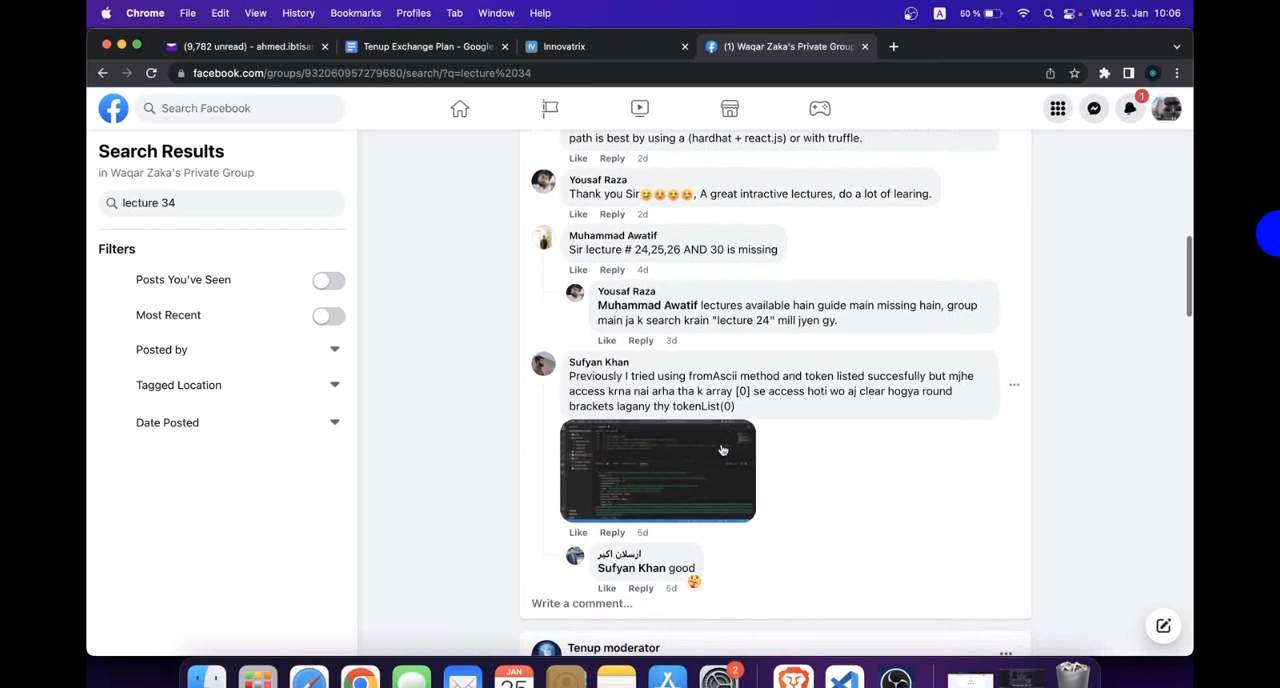 Chrome File Edit View History Bookmarks Profiles Tab Window Help
A 50 % Wed 25. Jan 10:06
(9,782 unread) - ahmed.ibtisar
Tenup Exchange Plan - Google
Innovatrix
(1) Waqar Zaka's Private Group
facebook.com/groups/932060957279680/search/?q=lecture%2034
Search Facebook
1
Search Results
in Waqar Zaka's Private Group
lecture 34
Filters
Posts You've Seen
Most Recent
Posted by
Tagged Location
Date Posted
path is best by using a (hardhat + react.js) or with truffle.
Like Reply 2d
Yousaf Raza
Thank you Sir, A great intractive lectures, do a lot of learing.
Like Reply 2d
Muhammad Awatif
Sir lecture # 24,25,26 AND 30 is missing
Like Reply 4d
Yousaf Raza
Muhammad Awatif lectures available hain guide main missing hain, group
main ja k search krain "lecture 24" mill jyen gy.
Like Reply 3d
Sufyan Khan
Previously I tried using fromAscii method and token listed succesfully but mjhe
access krna nai arha tha k array [0] se access hoti wo aj clear hogya round
brackets lagany thy tokenList(0)
Like Reply 5d
ارسلان اكبر
Sufyan Khan good
Like Reply 5d
Write a comment...
Tenup moderator
JAN
25
2